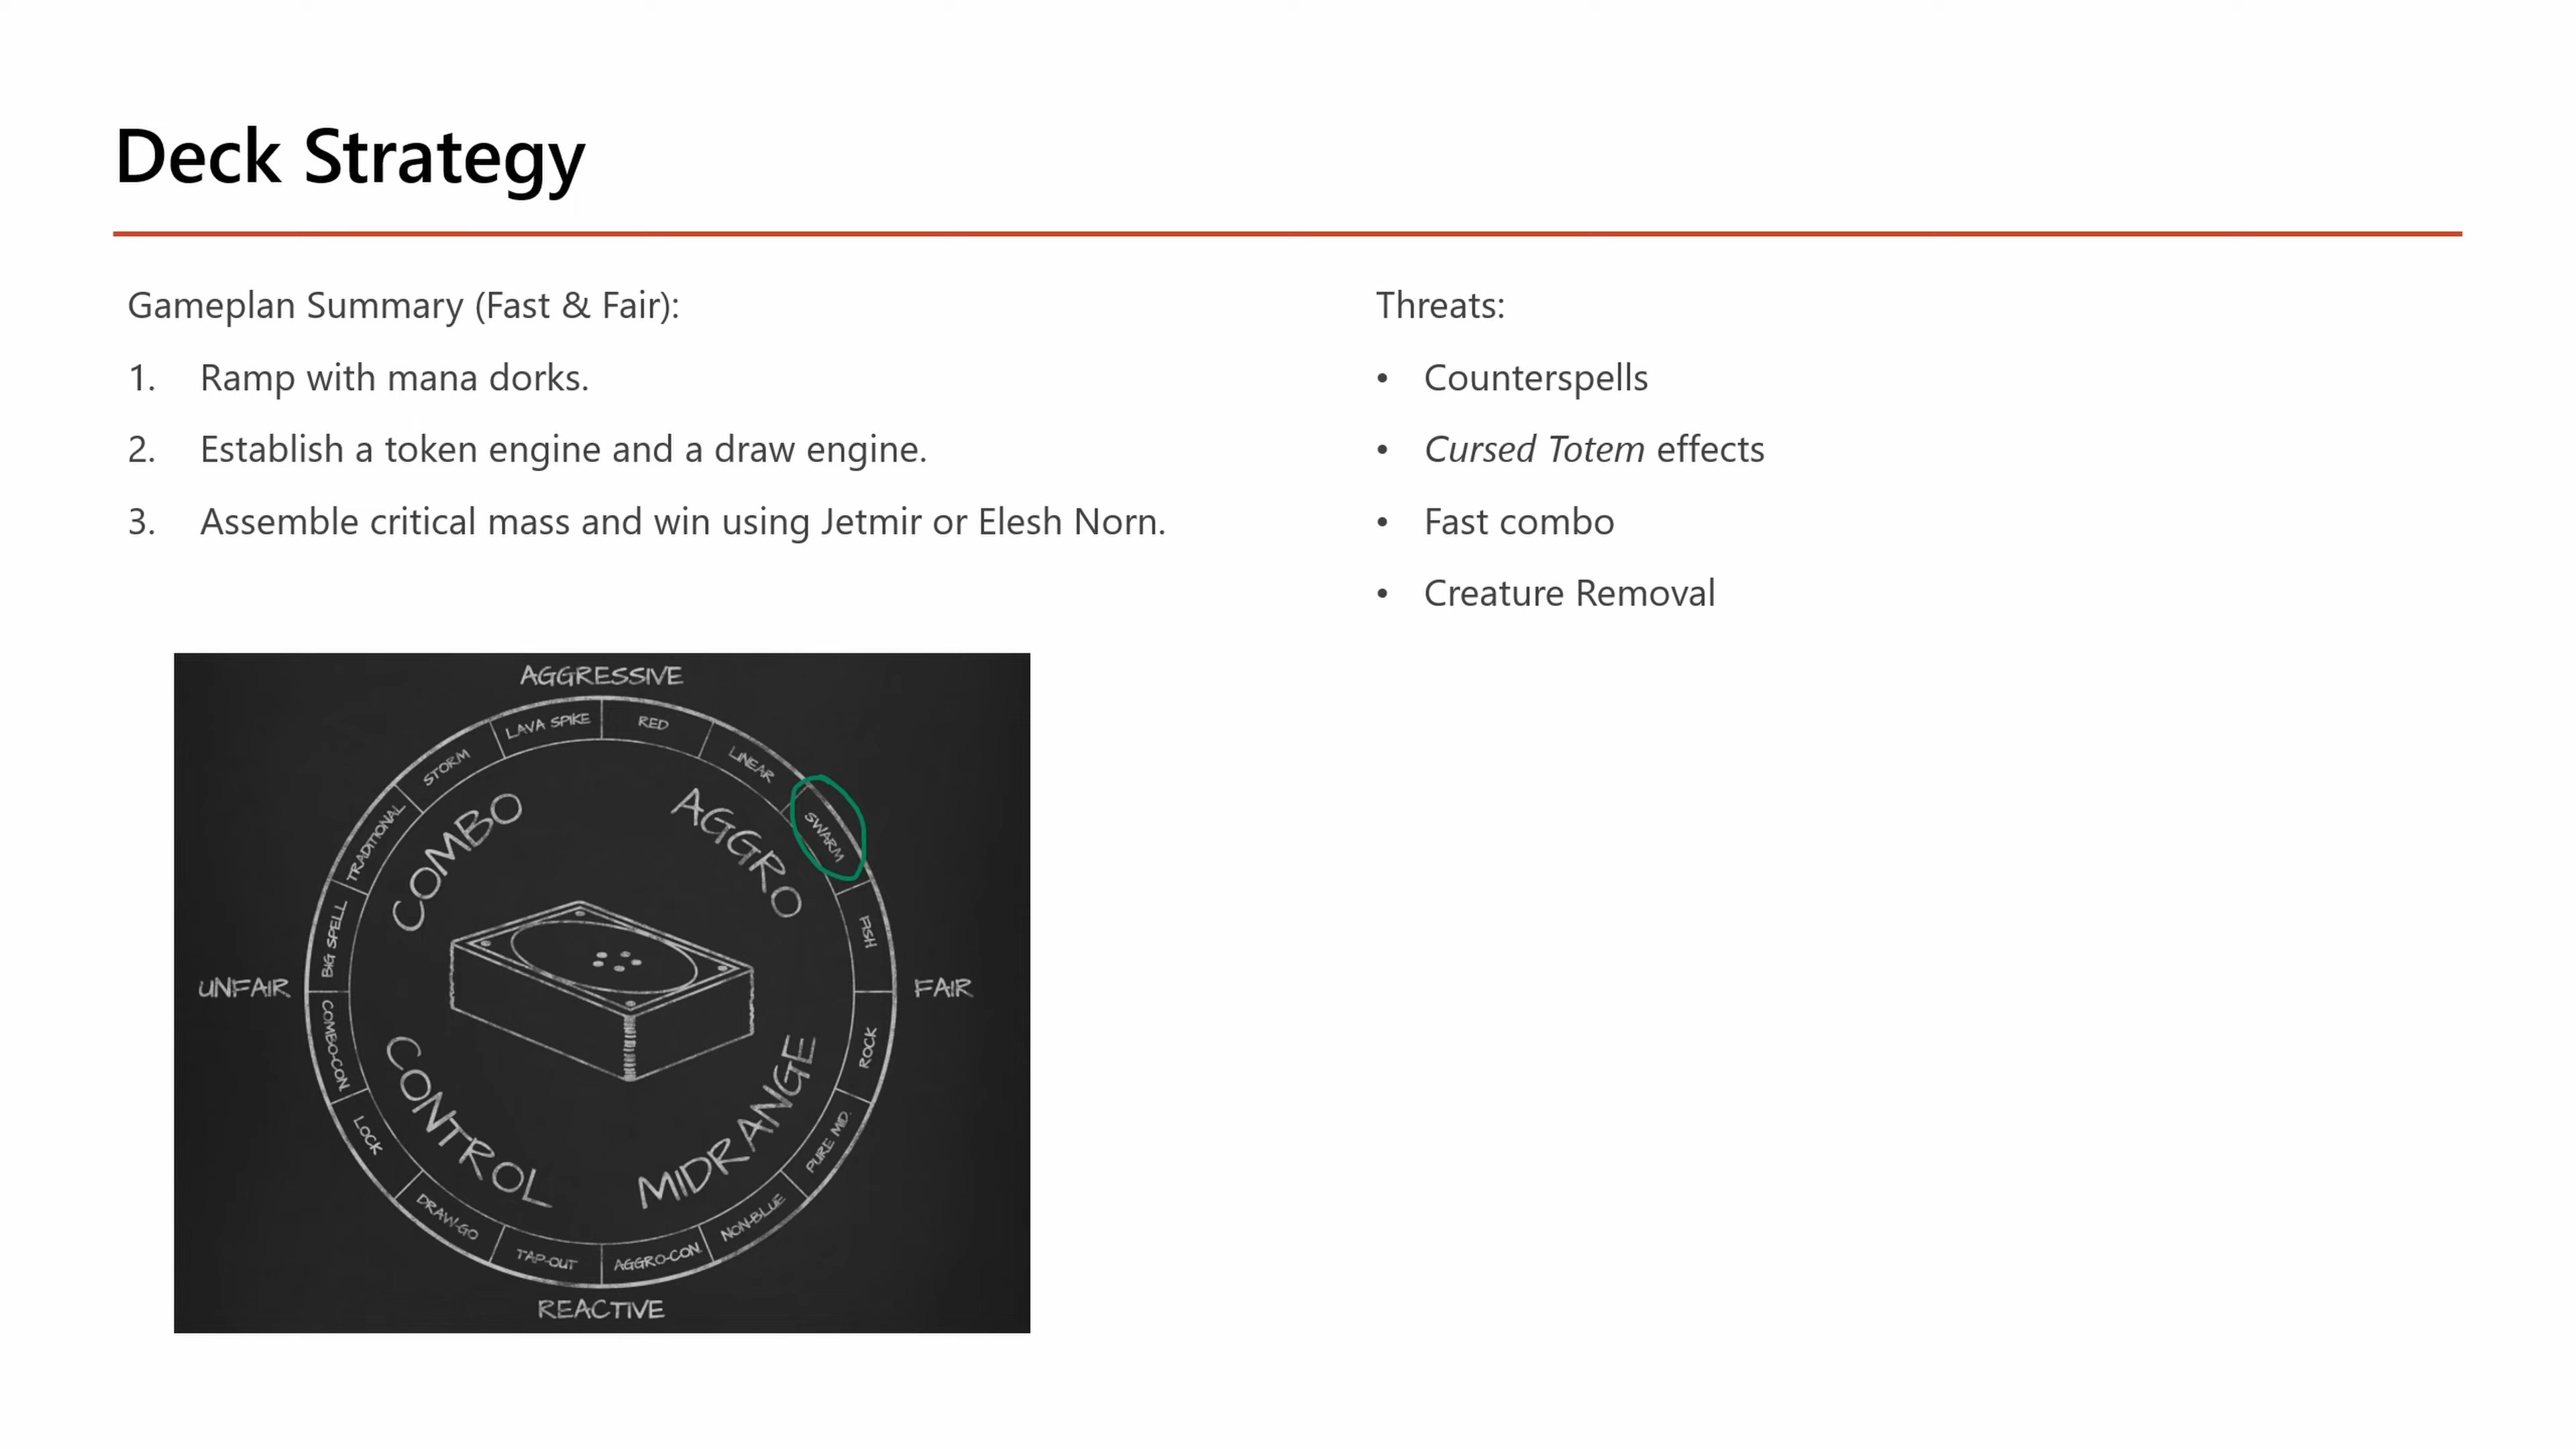 Deck Strategy
Gameplan Summary (Fast & Fair):
1. Ramp with mana dorks.
2. Establish a token engine and a draw engine.
3. Assemble critical mass and win using Jetmir or Elesh Norn.
Threats:
• Counterspells
• Cursed Totem effects
• Fast combo
• Creature Removal
AGGRESSIVE
LAVA SPIKE
RED
STORM
LINEAR
TRADITIONAL
SWARM
COMBO
AGGRO
BIG SPELL
FISH
UNFAIR
FAIR
COMBO-CON.
ROCK
CONTROL
MIDRANGE
LOCK
PURE MID.
DRAW-GO
NON-BLUE
TAP-OUT
AGGRO-CON.
REACTIVE